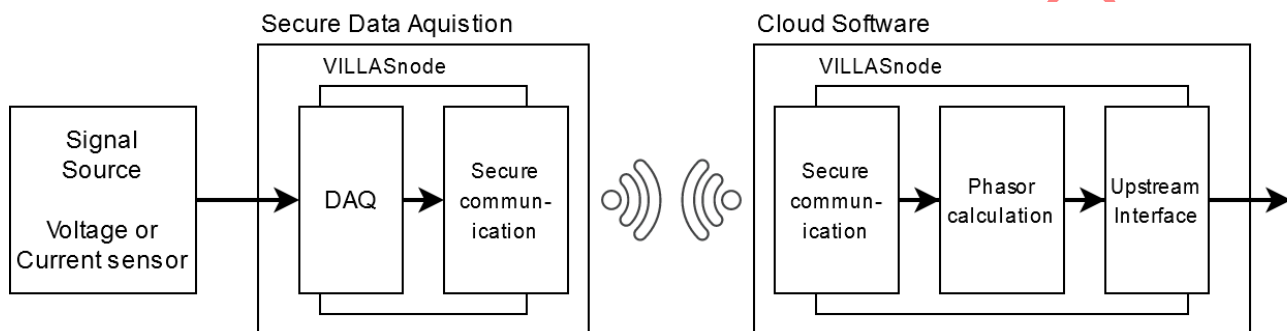 Secure Data Aquistion
Cloud Software
VILLASnode
VILLASnode
Signal
Source
Voltage or
Current sensor
DAQ
Secure
commun-
ication
Secure
commun-
ication
Phasor
calculation
Upstream
Interface